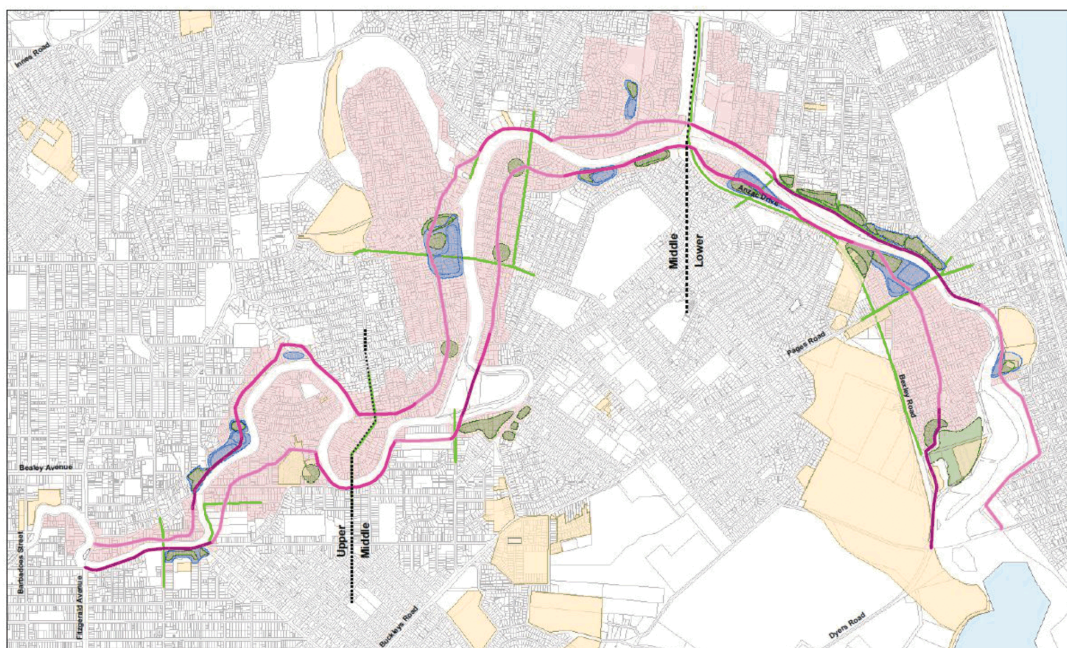 Innes Road
Anzac Drive
Middle
Lower
Pages Road
Bexley Road
Bealey Avenue
Barbadoes Street
Fitzgerald Avenue
Upper
Middle
Buckleys Road
Dyers Road